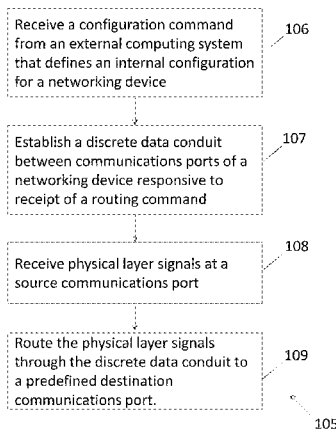 Receive a configuration command
from an external computing system
that defines an internal configuration
for a networking device
106
Establish a discrete data conduit
between communications ports of a
networking device responsive to
receipt of a routing command
107
Receive physical layer signals at a
source communications port
108
Route the physical layer signals
through the discrete data conduit to
a predefined destination
communications port.
109
105